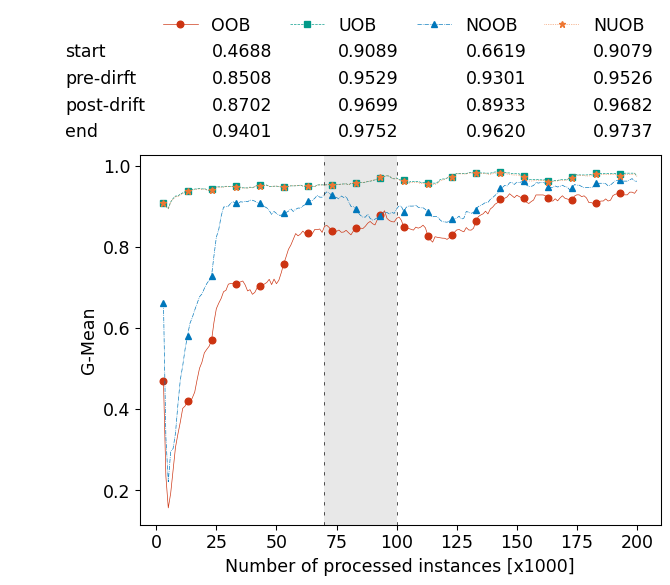 OOB UOB NOOB NUOB
start 0.4688 0.9089 0.6619 0.9079
pre-dirft 0.8508 0.9529 0.9301 0.9526
post-drift 0.8702 0.9699 0.8933 0.9682
end 0.9401 0.9752 0.9620 0.9737
1.0
0.8
0.6
0.4
0.2
G-Mean
0 25 50 75 100 125 150 175 200
Number of processed instances [x1000]